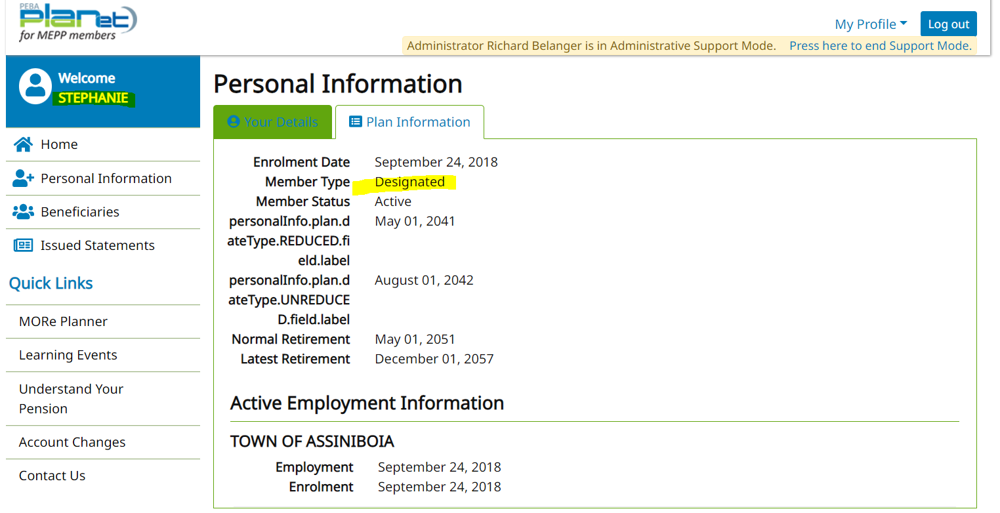 PEBA
planet
for MEPP members
My Profile
Log out
Administrator Richard Belanger is in Administrative Support Mode. Press here to end Support Mode.
Welcome
STEPHANIE
Home
Personal Information
Beneficiaries
Issued Statements
Quick Links
MORe Planner
Learning Events
Understand Your
Pension
Account Changes
Contact Us
Personal Information
Your Details
Plan Information
Enrolment Date September 24, 2018
Member Type Designated
Member Status Active
personalInfo.plan.d May 01, 2041
ateType.REDUCED.fi
eld.label
personalInfo.plan.d August 01, 2042
ateType.UNREDUCE
D.field.label
Normal Retirement May 01, 2051
Latest Retirement December 01, 2057
Active Employment Information
TOWN OF ASSINIBOIA
Employment September 24, 2018
Enrolment September 24, 2018